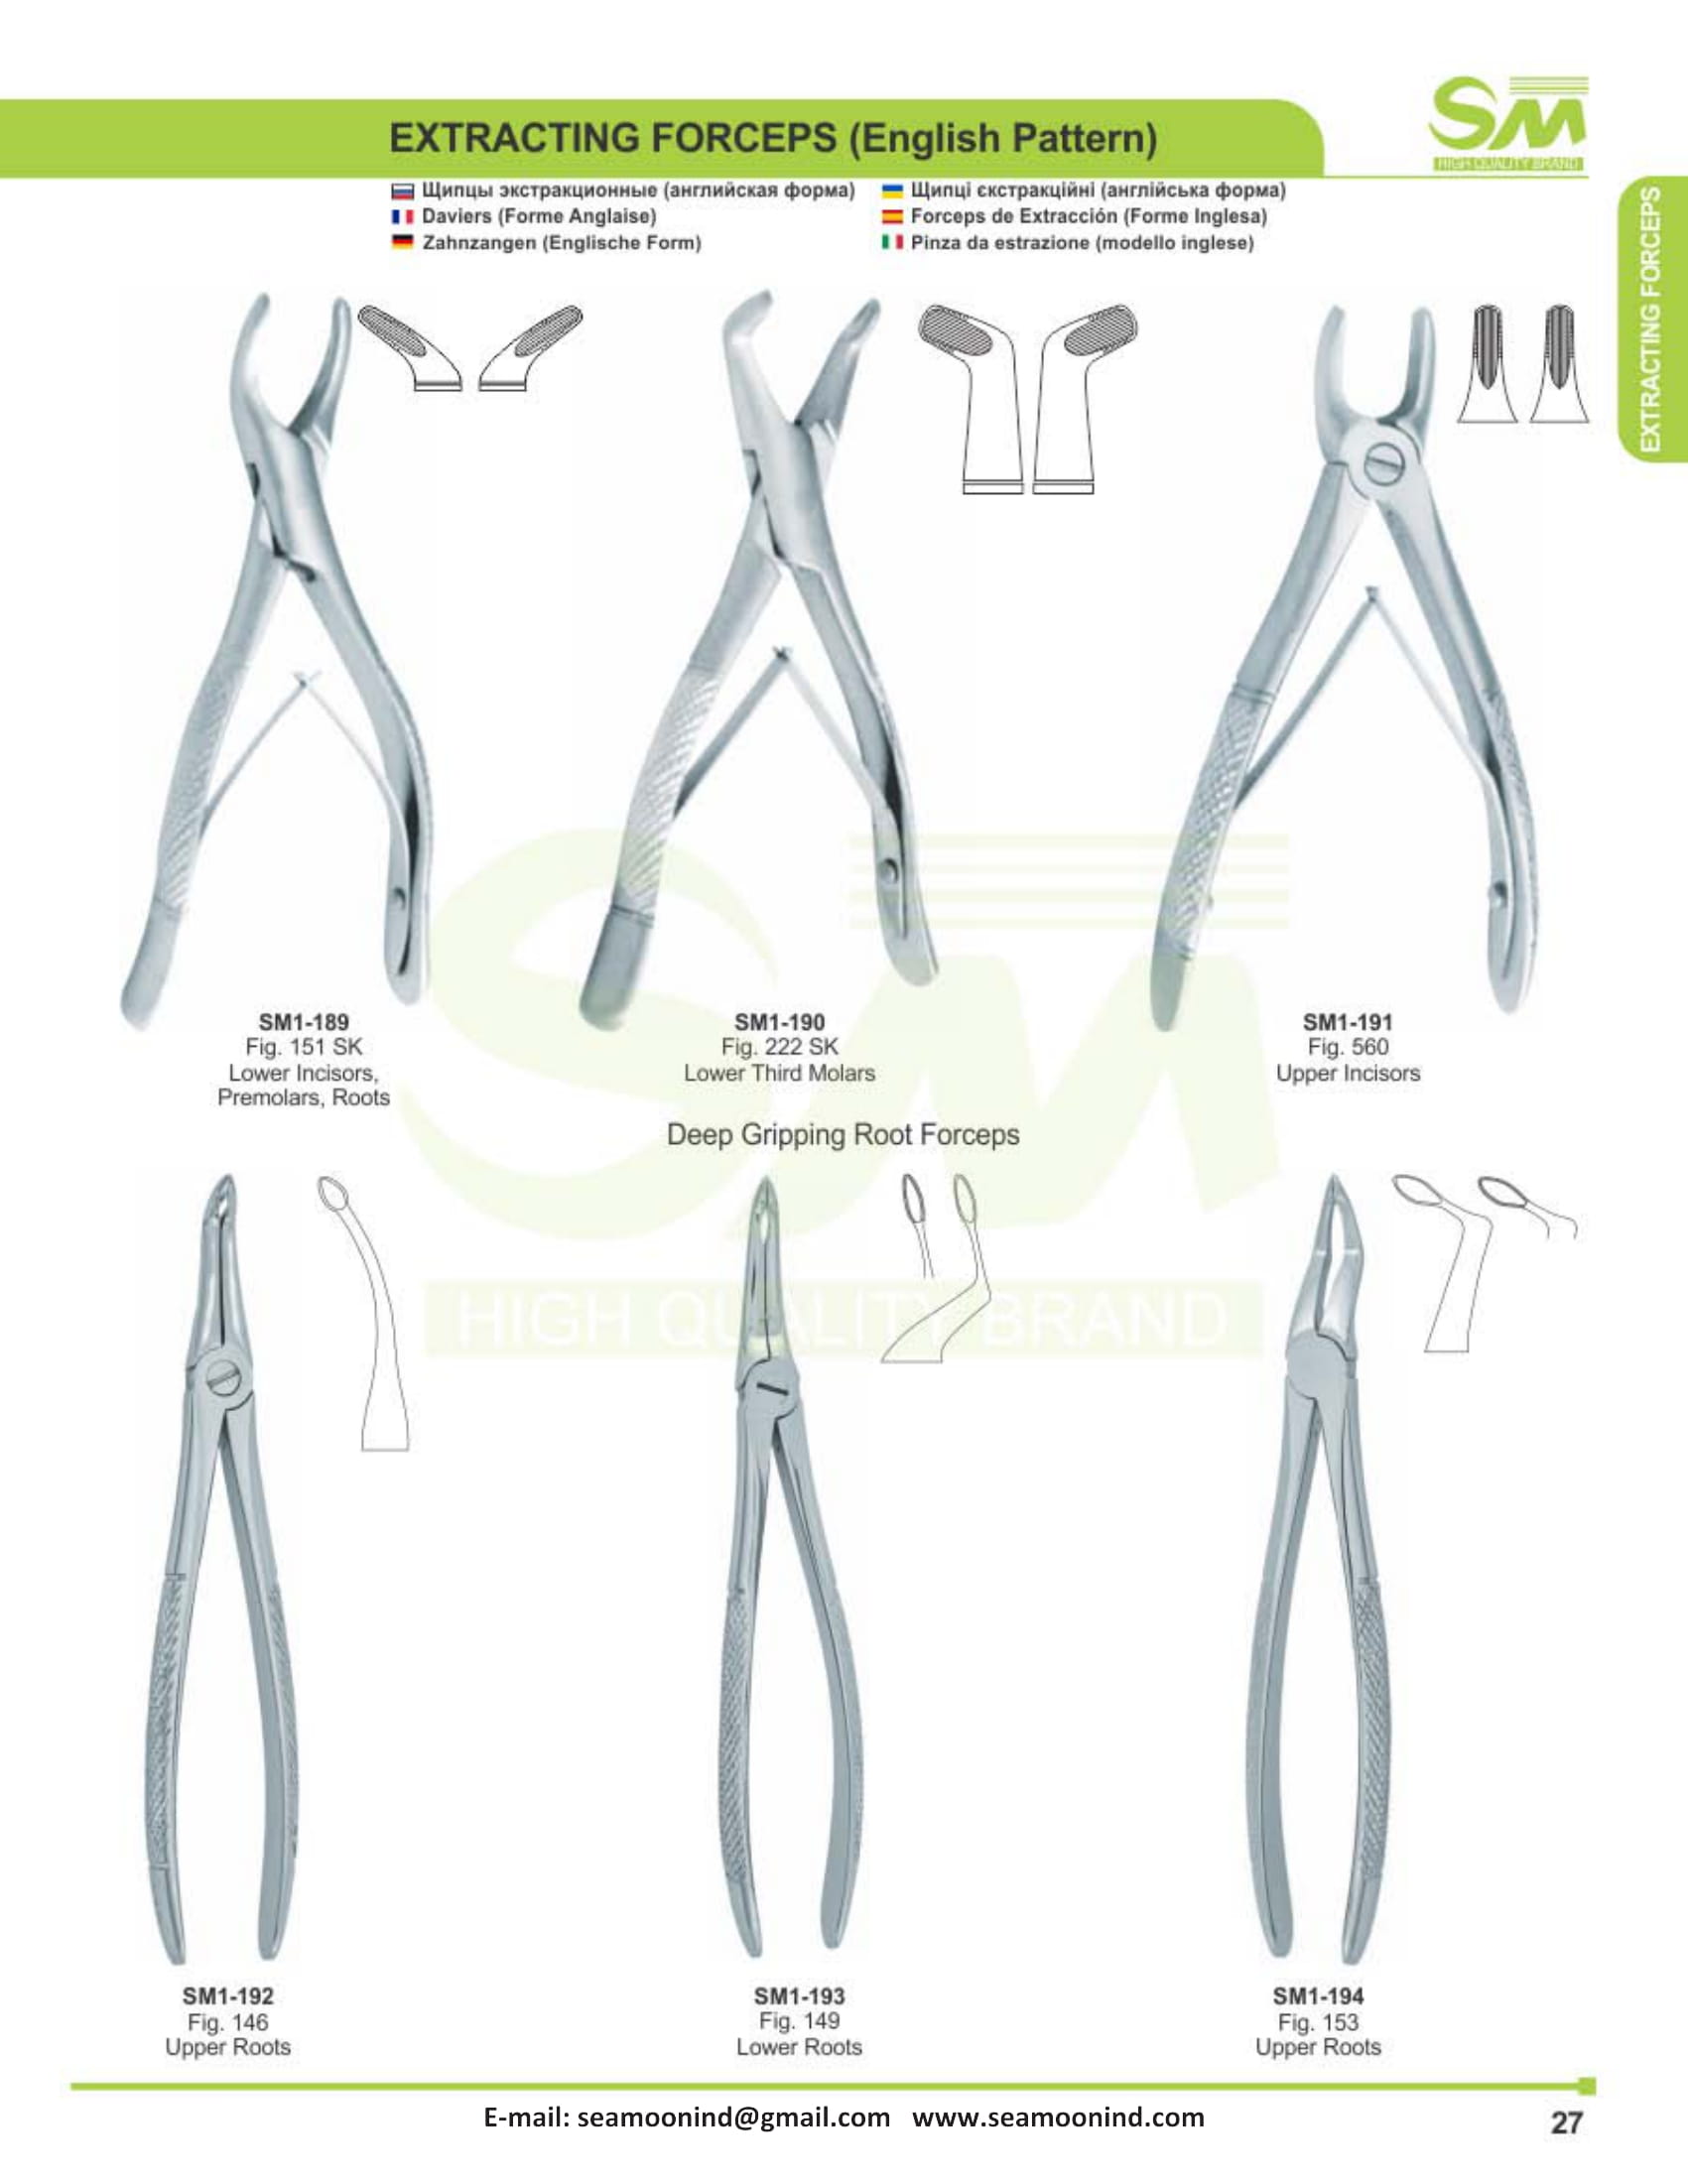 SM
HIGH QUALITY BRAND
EXTRACTING FORCEPS (English Pattern)
Щипцы экстракционные (английская форма)
Daviers (Forme Anglaise)
Zahnzangen (Englische Form)
Щипці єкстракційні (англійська форма)
Forceps de Extracción (Forme Inglesa)
Pinza da estrazione (modello inglese)
EXTRACTING FORCEPS
SM1-189
Fig. 151 SK
Lower Incisors,
Premolars, Roots
SM1-190
Fig. 222 SK
Lower Third Molars
SM1-191
Fig. 560
Upper Incisors
Deep Gripping Root Forceps
SM
HIGH QUALITY BRAND
SM1-192
Fig. 146
Upper Roots
SM1-193
Fig. 149
Lower Roots
SM1-194
Fig. 153
Upper Roots
E-mail: seamoonind@gmail.com www.seamoonind.com
27